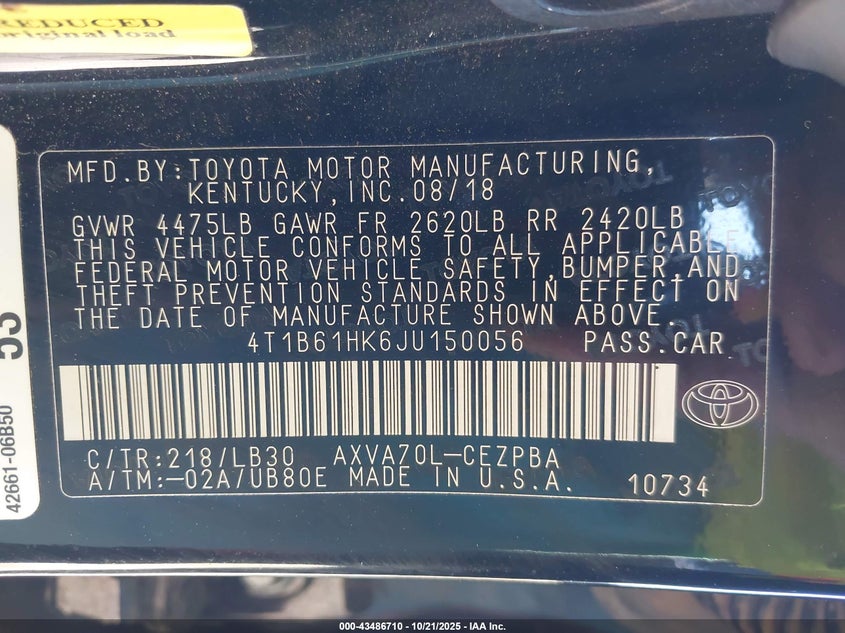 REDUCED
original load
53
42661-06B50
MFD.BY:TOYOTA MOTOR MANUFACTURING,
KENTUCKY,INC.08/18
GVWR 4475LB GAWR FR 2620LB RR 2420LB
THIS VEHICLE CONFORMS TO ALL APPLICABLE
FEDERAL MOTOR VEHICLE SAFETY,BUMPER,AND
THEFT PREVENTION STANDARDS IN EFFECT ON
THE DATE OF MANUFACTURE SHOWN ABOVE.
4T1B61HK6JU150056 PASS.CAR
C/TR:218/LB30 AXVA70L-CEZPBA
A/TM:-02A/UB80E MADE IN U.S.A. 10734
000-43486710 - 10/21/2025 - IAA Inc.